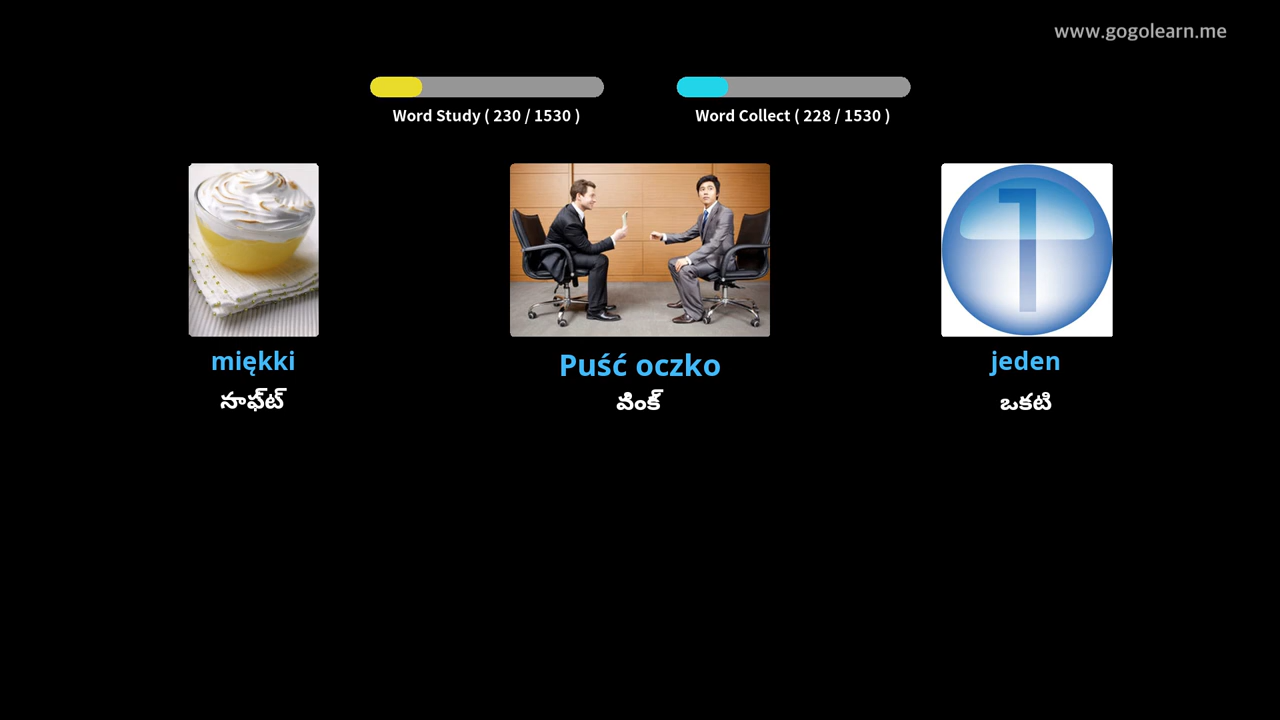 www.gogolearn.me
Word Study ( 230 / 1530 )
Word Collect ( 228 / 1530 )
miękki
Puść oczko
jeden
వింక్
ఒకటి